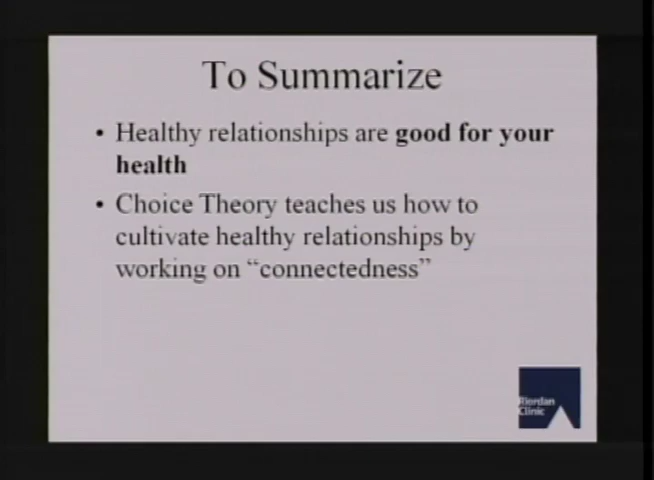 To Summarize
• Healthy relationships are good for your
health
• Choice Theory teaches us how to
cultivate healthy relationships by
working on “connectedness”
Riordan
Clinic